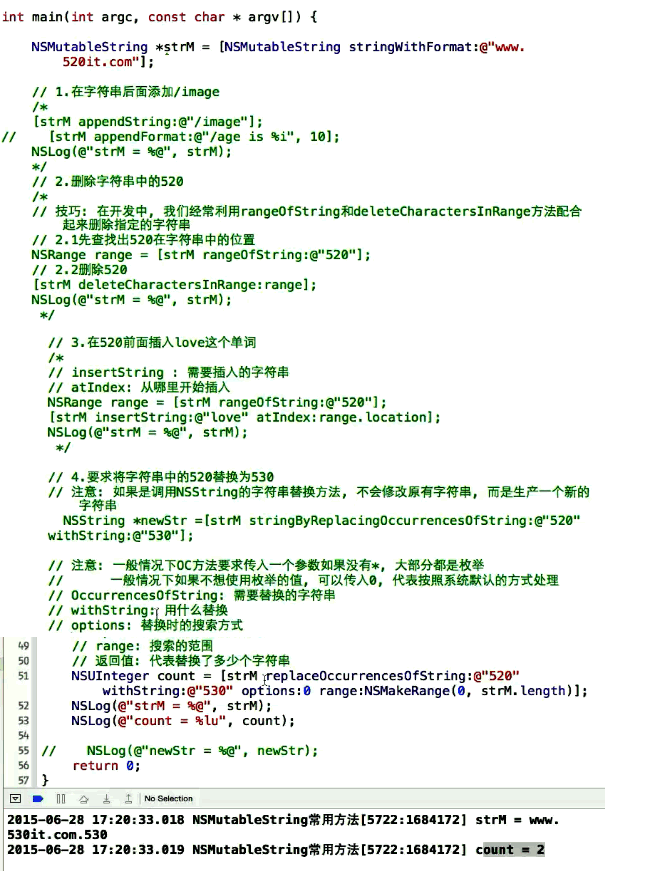 int main(int argc, const char * argv[]) {
NSMutableString *strM = [NSMutableString stringWithFormat:@"www.
520it.com"];
// 1.在字符串后面添加/image
/*
[strM appendString:@"/image"];
// [strM appendFormat:@"/age is %i", 10];
NSLog(@"strM = %@", strM);
*/
// 2.删除字符串中的520
/*
// 技巧: 在开发中, 我们经常利用rangeOfString和deleteCharactersInRange方法配合
起来删除指定的字符串
// 2.1先查找出520在字符串中的位置
NSRange range = [strM rangeOfString:@"520"];
// 2.2删除520
[strM deleteCharactersInRange:range];
NSLog(@"strM = %@", strM);
*/
// 3.在520前面插入love这个单词
/*
// insertString : 需要插入的字符串
// atIndex: 从哪里开始插入
NSRange range = [strM rangeOfString:@"520"];
[strM insertString:@"love" atIndex:range.location];
NSLog(@"strM = %@", strM);
*/
// 4.要求将字符串中的520替换为530
// 注意: 如果是调用NSString的字符串替换方法, 不会修改原有字符串, 而是生产一个新的
字符串
NSString *newStr =[strM stringByReplacingOccurrencesOfString:@"520"
withString:@"530"];
// 注意: 一般情况下OC方法要求传入一个参数如果没有*, 大部分都是枚举
// 一般情况下如果不想使用枚举的值, 可以传入0, 代表按照系统默认的方式处理
// OccurrencesOfString: 需要替换的字符串
// withString: 用什么替换
// options: 替换时的搜索方式
49 // range: 搜索的范围
50 // 返回值: 代表替换了多少个字符串
51 NSUInteger count = [strM replaceOccurrencesOfString:@"520"
withString:@"530" options:0 range:NSMakeRange(0, strM.length)];
52 NSLog(@"strM = %@", strM);
53 NSLog(@"count = %lu", count);
54
55 // NSLog(@"newStr = %@", newStr);
56 return 0;
57 }
No Selection
2015-06-28 17:20:33.018 NSMutableString常用方法[5722:1684172] strM = www.
530it.com.530
2015-06-28 17:20:33.019 NSMutableString常用方法[5722:1684172] count = 2